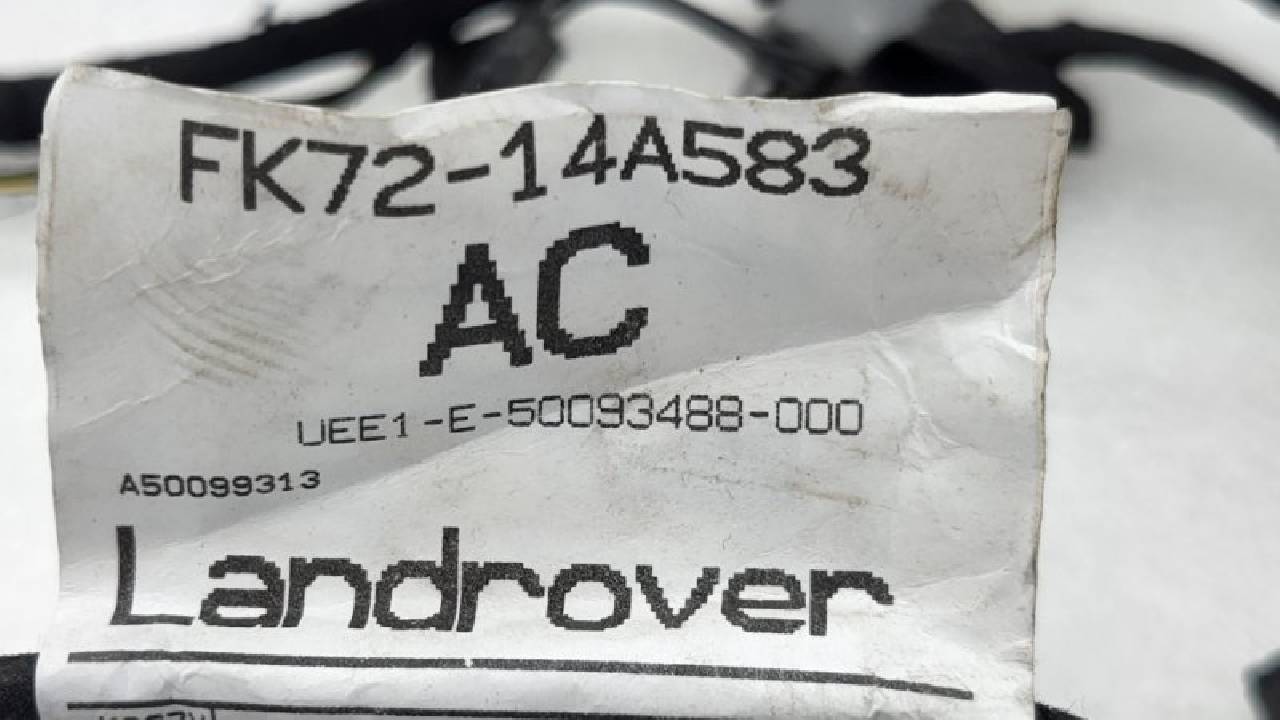 FK72-14A583
AC
UEE1-E-50093488-000
A50099313
Landrover